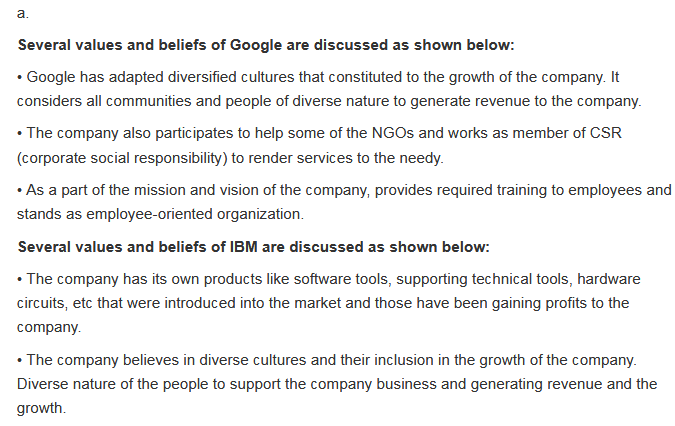 a.
Several values and beliefs of Google are discussed as shown below:
• Google has adapted diversified cultures that constituted to the growth of the company. It
considers all communities and people of diverse nature to generate revenue to the company.
• The company also participates to help some of the NGOs and works as member of CSR
(corporate social responsibility) to render services to the needy.
• As a part of the mission and vision of the company, provides required training to employees and
stands as employee-oriented organization.
Several values and beliefs of IBM are discussed as shown below:
• The company has its own products like software tools, supporting technical tools, hardware
circuits, etc that were introduced into the market and those have been gaining profits to the
company.
• The company believes in diverse cultures and their inclusion in the growth of the company.
Diverse nature of the people to support the company business and generating revenue and the
growth.